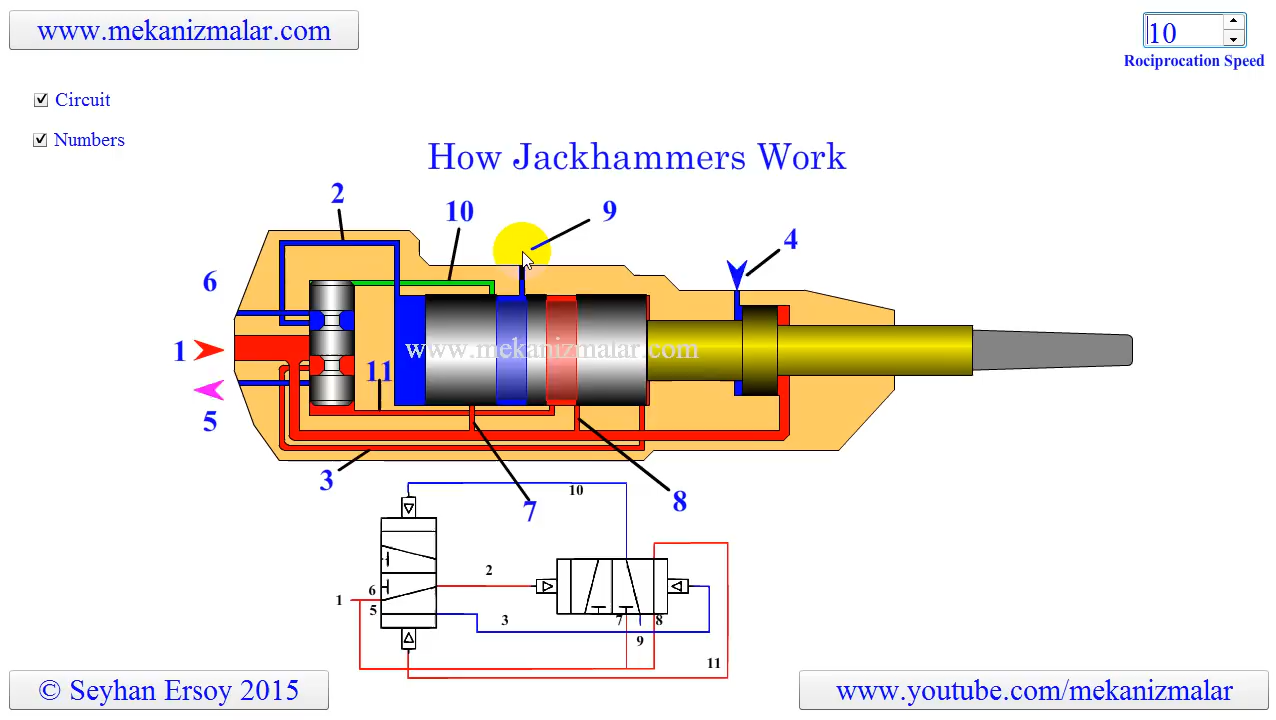 www.mekanizmalar.com
10
Rociprocation Speed
Circuit
Numbers
How Jackhammers Work
2
10
9
4
6
1
www.mekanizmalar.com
11
5
3
7
8
10
2
6
1
5
3
7
8
9
11
© Seyhan Ersoy 2015
www.youtube.com/mekanizmalar